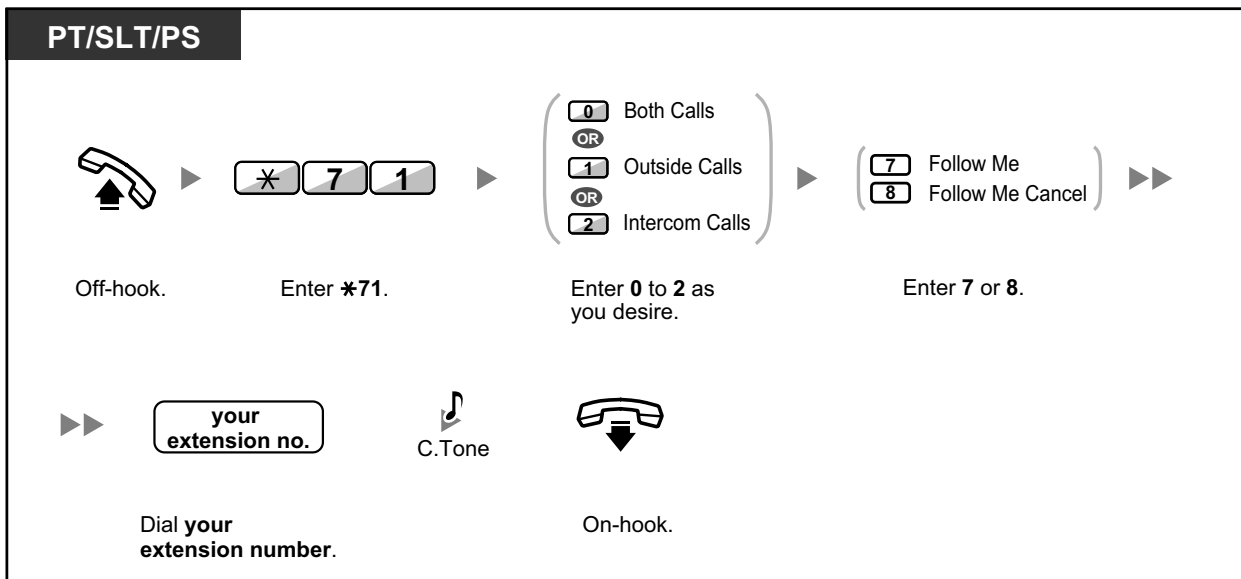 PT/SLT/PS
0 Both Calls
OR
1 Outside Calls
OR
2 Intercom Calls
7 Follow Me
8 Follow Me Cancel
✱ 7 1
Off-hook.
Enter ✱71.
Enter 0 to 2 as
you desire.
Enter 7 or 8.
your
extension no.
C.Tone
Dial your
extension number.
On-hook.